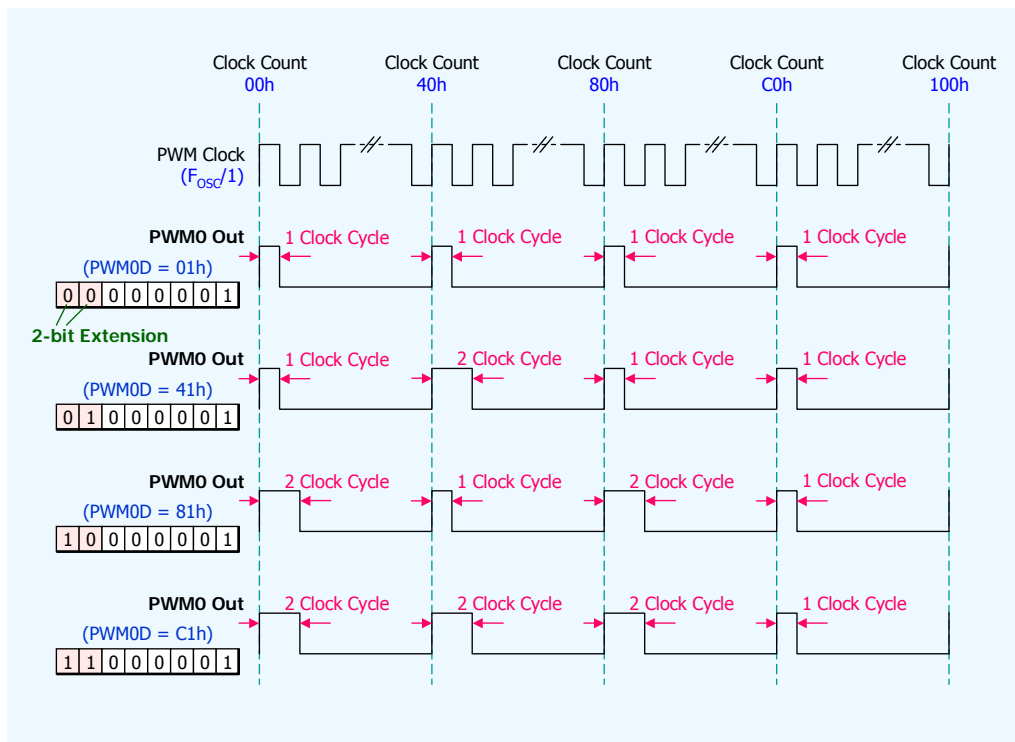 Clock Count Clock Count Clock Count Clock Count Clock Count
00h 40h 80h C0h 100h
PWM Clock
(FOSC/1)
PWM0 Out 1 Clock Cycle 1 Clock Cycle 1 Clock Cycle 1 Clock Cycle
(PWM0D = 01h)
0 0 0 0 0 0 0 1
2-bit Extension
PWM0 Out 1 Clock Cycle 2 Clock Cycle 1 Clock Cycle 1 Clock Cycle
(PWM0D = 41h)
0 1 0 0 0 0 0 1
PWM0 Out 2 Clock Cycle 1 Clock Cycle 2 Clock Cycle 1 Clock Cycle
(PWM0D = 81h)
1 0 0 0 0 0 0 1
PWM0 Out 2 Clock Cycle 2 Clock Cycle 2 Clock Cycle 1 Clock Cycle
(PWM0D = C1h)
1 1 0 0 0 0 0 1